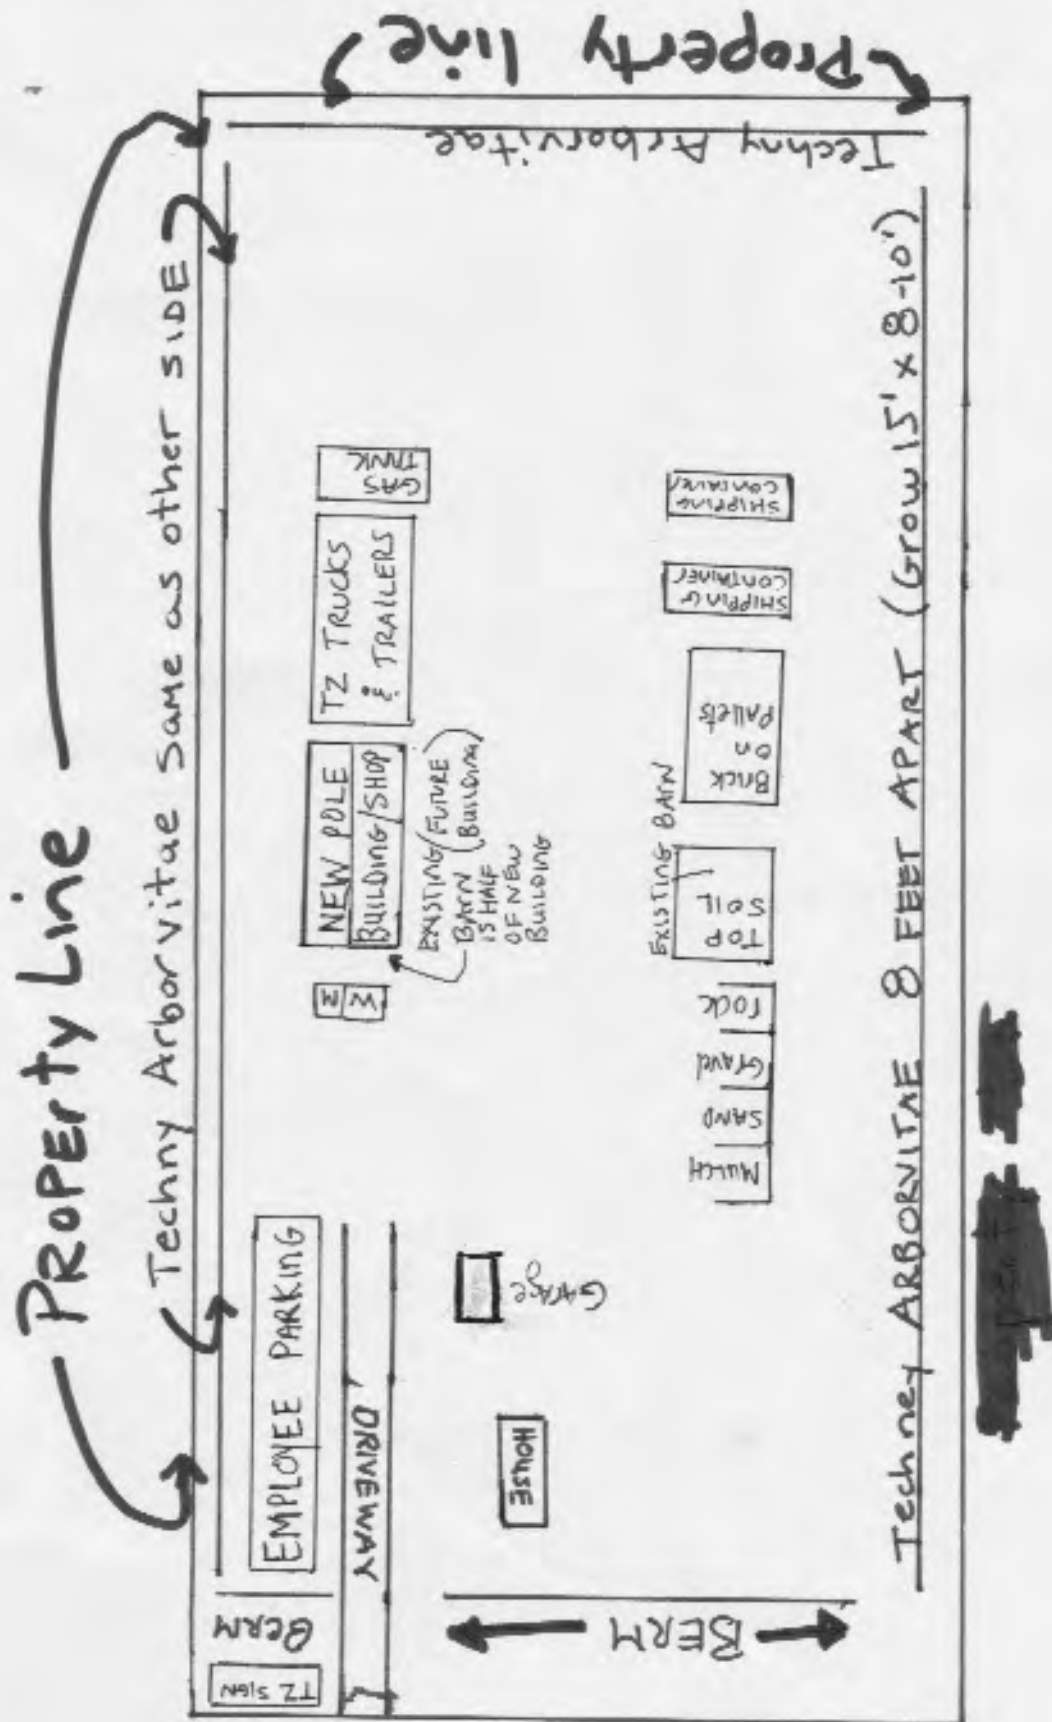 Property line
PROPErty Line
Techny Arborvitae
Techny Arborvitae Same as other SIDE
GAS
TANK
TZ TRUCKS
& TRAILERS
NEW POLE
BUILDING/SHOP
EXISTING/FUTURE
BARN (Building)
IS HALF
OF NEW
Building
M
W
EMPLOYEE PARKING
DRIVEWAY
BERM
TZ SIGN
SHIPPING
CONTAINER
SHIPPING
CONTAINER
Brick
on
Pallets
EXISTING BARN
TOP
SOIL
rock
Gravel
SAND
MULCH
GArAge
HOUSE
BERM
Techney ARBORVITAE 8 FEET APART (Grow 15' x 8-10')